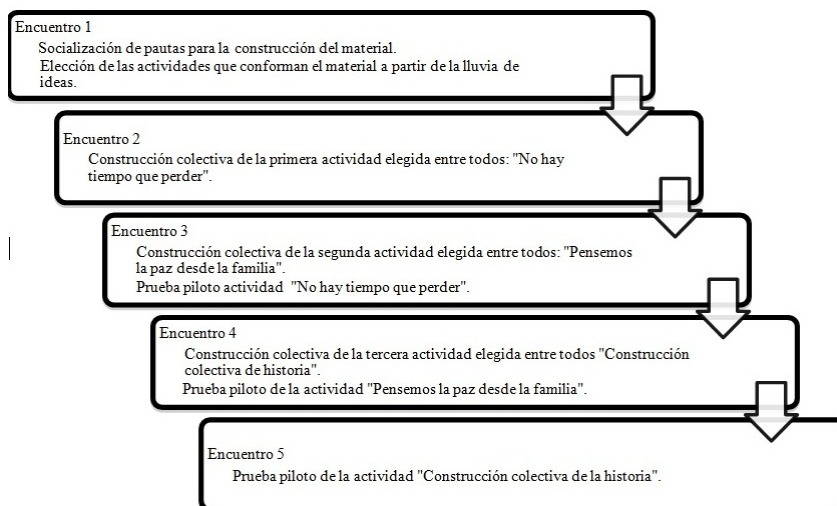 Encuentro 1
Socialización de pautas para la construcción del material.
Elección de las actividades que conforman el material a partir de la lluvia de
ideas.
Encuentro 2
Construcción colectiva de la primera actividad elegida entre todos: "No hay
tiempo que perder".
Encuentro 3
Construcción colectiva de la segunda actividad elegida entre todos: "Pensemos
la paz desde la familia".
Prueba piloto actividad "No hay tiempo que perder".
Encuentro 4
Construcción colectiva de la tercera actividad elegida entre todos "Construcción
colectiva de historia".
Prueba piloto de la actividad "Pensemos la paz desde la familia".
Encuentro 5
Prueba piloto de la actividad "Construcción colectiva de la historia".